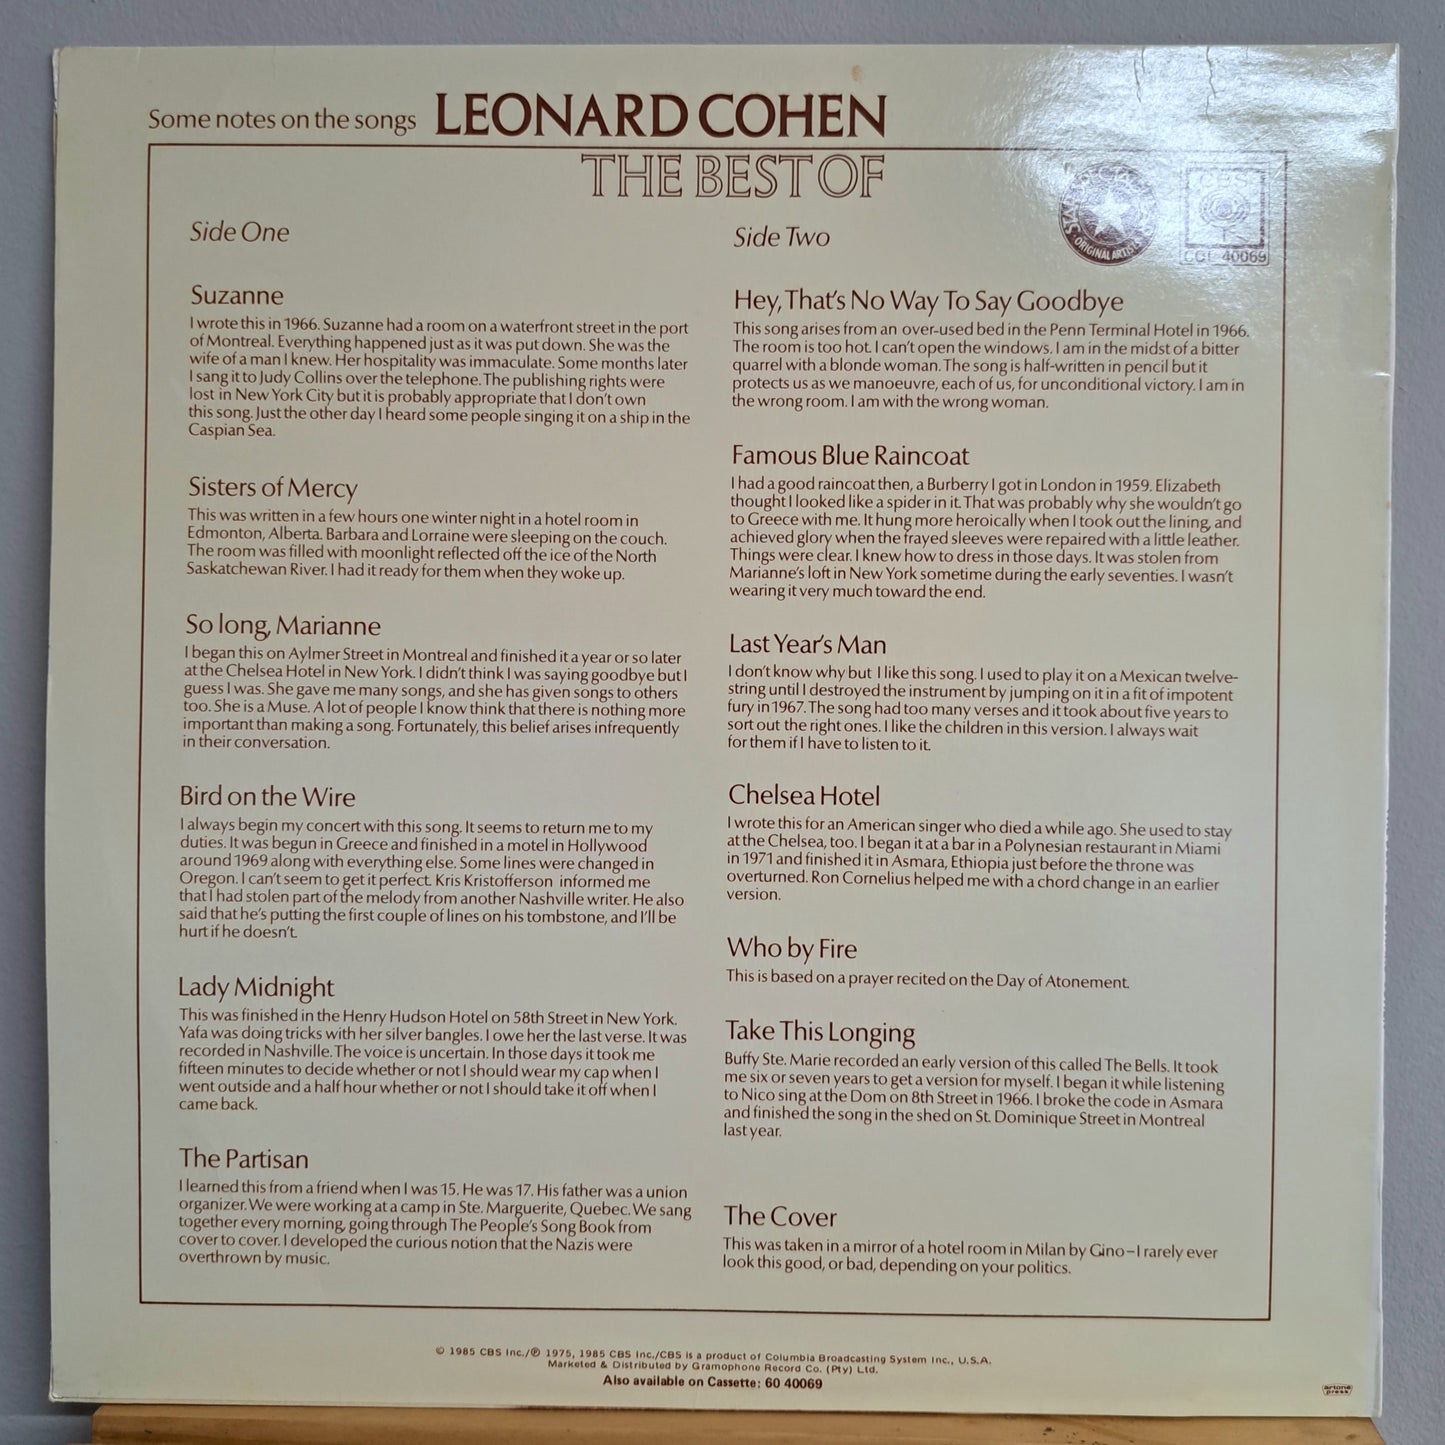 Some notes on the songs LEONARD COHEN
THE BEST OF
Side One
Suzanne
I wrote this in 1966. Suzanne had a room on a waterfront street in the port
of Montreal. Everything happened just as it was put down. She was the
wife of a man I knew. Her hospitality was immaculate. Some months later
I sang it to Judy Collins over the telephone. The publishing rights were
lost in New York City but it is probably appropriate that I don't own
this song. Just the other day I heard some people singing it on a ship in the
Caspian Sea.
Sisters of Mercy
This was written in a few hours one winter night in a hotel room in
Edmonton, Alberta. Barbara and Lorraine were sleeping on the couch.
The room was filled with moonlight reflected off the ice of the North
Saskatchewan River. I had it ready for them when they woke up.
So long, Marianne
I began this on Aylmer Street in Montreal and finished it a year or so later
at the Chelsea Hotel in New York. I didn't think I was saying goodbye but I
guess I was. She gave me many songs, and she has given songs to others
too. She is a Muse. A lot of people I know think that there is nothing more
important than making a song. Fortunately, this belief arises infrequently
in their conversation.
Bird on the Wire
I always begin my concert with this song. It seems to return me to my
duties. It was begun in Greece and finished in a motel in Hollywood
around 1969 along with everything else. Some lines were changed in
Oregon. I can't seem to get it perfect. Kris Kristofferson informed me
that I had stolen part of the melody from another Nashville writer. He also
said that he's putting the first couple of lines on his tombstone, and I'll be
hurt if he doesn't.
Lady Midnight
This was finished in the Henry Hudson Hotel on 58th Street in New York.
Yafa was doing tricks with her silver bangles. I owe her the last verse. It was
recorded in Nashville. The voice is uncertain. In those days it took me
fifteen minutes to decide whether or not I should wear my cap when I
went outside and a half hour whether or not I should take it off when I
came back.
The Partisan
I learned this from a friend when I was 15. He was 17. His father was a union
organizer. We were working at a camp in Ste. Marguerite, Quebec. We sang
together every morning, going through The People's Song Book from
cover to cover. I developed the curious notion that the Nazis were
overthrown by music.
Side Two
ORIGINAL ARTIST
CBS
40069
Hey, That's No Way To Say Goodbye
This song arises from an over-used bed in the Penn Terminal Hotel in 1966.
The room is too hot. I can't open the windows. I am in the midst of a bitter
quarrel with a blonde woman. The song is half-written in pencil but it
protects us as we manoeuvre, each of us, for unconditional victory. I am in
the wrong room. I am with the wrong woman.
Famous Blue Raincoat
I had a good raincoat then, a Burberry I got in London in 1959. Elizabeth
thought I looked like a spider in it. That was probably why she wouldn't go
to Greece with me. It hung more heroically when I took out the lining, and
achieved glory when the frayed sleeves were repaired with a little leather.
Things were clear. I knew how to dress in those days. It was stolen from
Marianne's loft in New York sometime during the early seventies. I wasn't
wearing it very much toward the end.
Last Year's Man
I don't know why but I like this song. I used to play it on a Mexican twelve-
string until I destroyed the instrument by jumping on it in a fit of impotent
fury in 1967. The song had too many verses and it took about five years to
sort out the right ones. I like the children in this version. I always wait
for them if I have to listen to it.
Chelsea Hotel
I wrote this for an American singer who died a while ago. She used to stay
at the Chelsea, too. I began it at a bar in a Polynesian restaurant in Miami
in 1971 and finished it in Asmara, Ethiopia just before the throne was
overturned. Ron Cornelius helped me with a chord change in an earlier
version.
Who by Fire
This is based on a prayer recited on the Day of Atonement.
Take This Longing
Buffy Ste. Marie recorded an early version of this called The Bells. It took
me six or seven years to get a version for myself. I began it while listening
to Nico sing at the Dom on 8th Street in 1966. I broke the code in Asmara
and finished the song in the shed on St. Dominique Street in Montreal
last year.
The Cover
This was taken in a mirror of a hotel room in Milan by Gino–I rarely ever
look this good, or bad, depending on your politics.
© 1985 CBS Inc./℗ 1975, 1985 CBS Inc./CBS is a product of Columbia Broadcasting System Inc., U.S.A.
Marketed & Distributed by Gramophone Record Co. (Pty) Ltd.
Also available on Cassette: 60 40069
artone
press